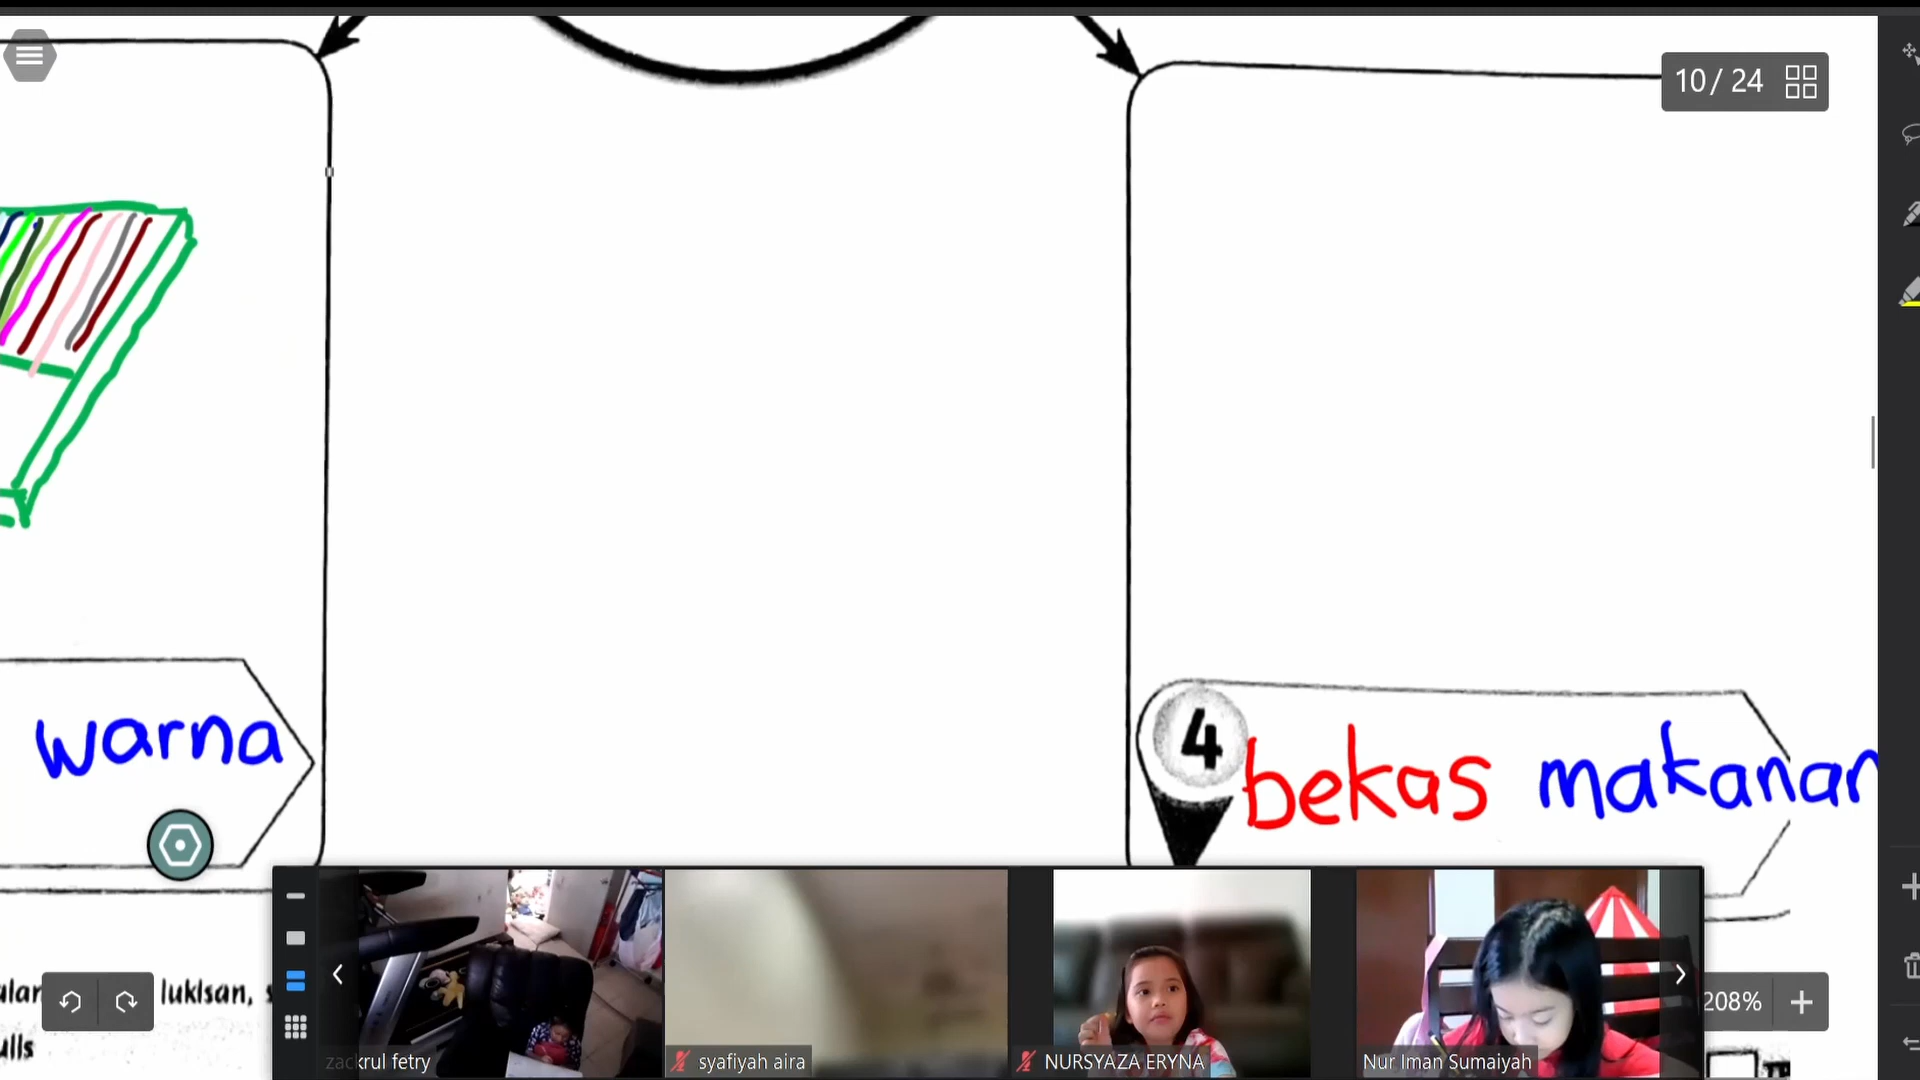 10 / 24
warna
4
bekas makanan
lukisan,
208%
zackrul fetry
syafiyah aira
NURSYAZA ERYNA
Nur Iman Sumaiyah